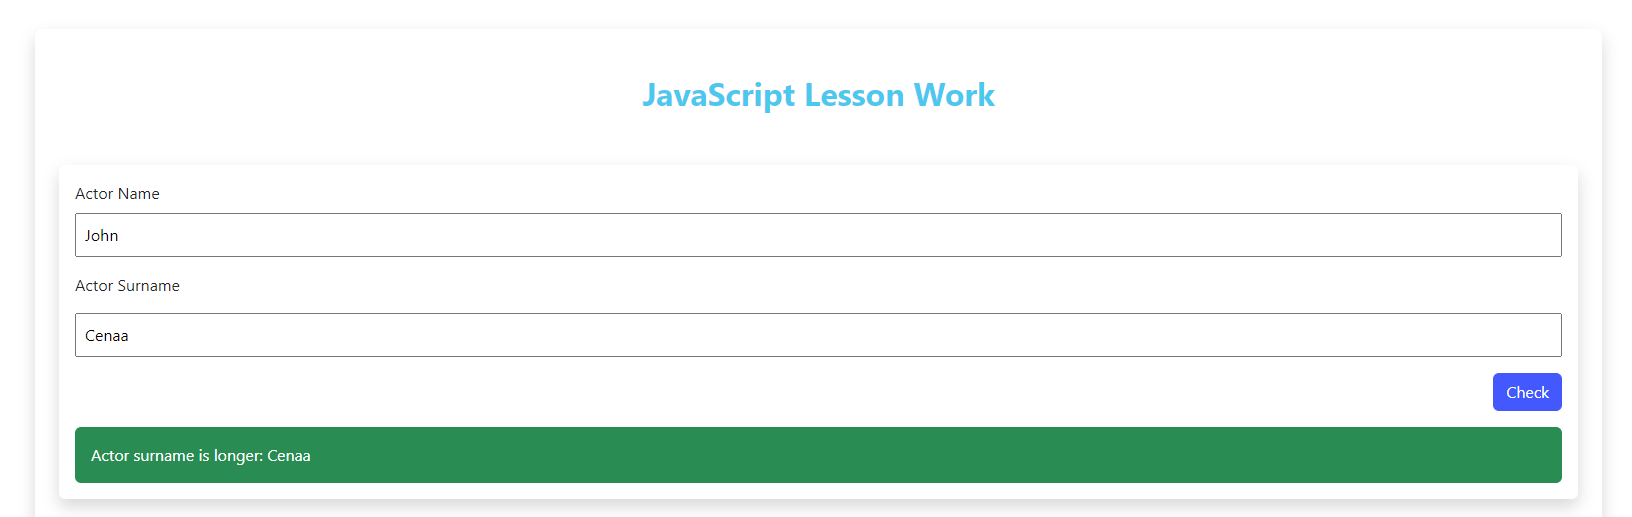 JavaScript Lesson Work
Actor Name
John
Actor Surname
Cenaa
Check
Actor surname is longer: Cenaa